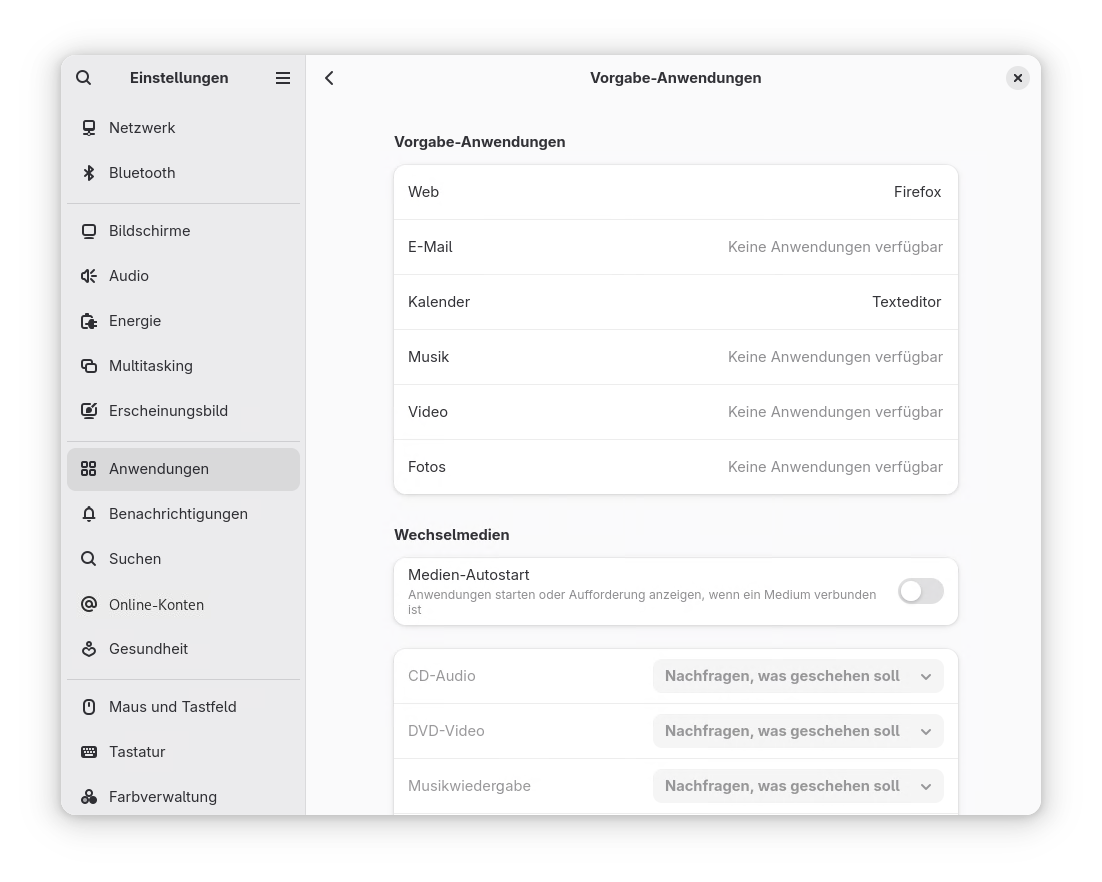 Einstellungen
Netzwerk
Bluetooth
Bildschirme
Audio
Energie
Multitasking
Erscheinungsbild
Anwendungen
Benachrichtigungen
Suchen
Online-Konten
Gesundheit
Maus und Tastfeld
Tastatur
Farbverwaltung
Vorgabe-Anwendungen
Vorgabe-Anwendungen
Web Firefox
E-Mail Keine Anwendungen verfügbar
Kalender Texteditor
Musik Keine Anwendungen verfügbar
Video Keine Anwendungen verfügbar
Fotos Keine Anwendungen verfügbar
Wechselmedien
Medien-Autostart
Anwendungen starten oder Aufforderung anzeigen, wenn ein Medium verbunden
ist
CD-Audio Nachfragen, was geschehen soll
DVD-Video Nachfragen, was geschehen soll
Musikwiedergabe Nachfragen, was geschehen soll